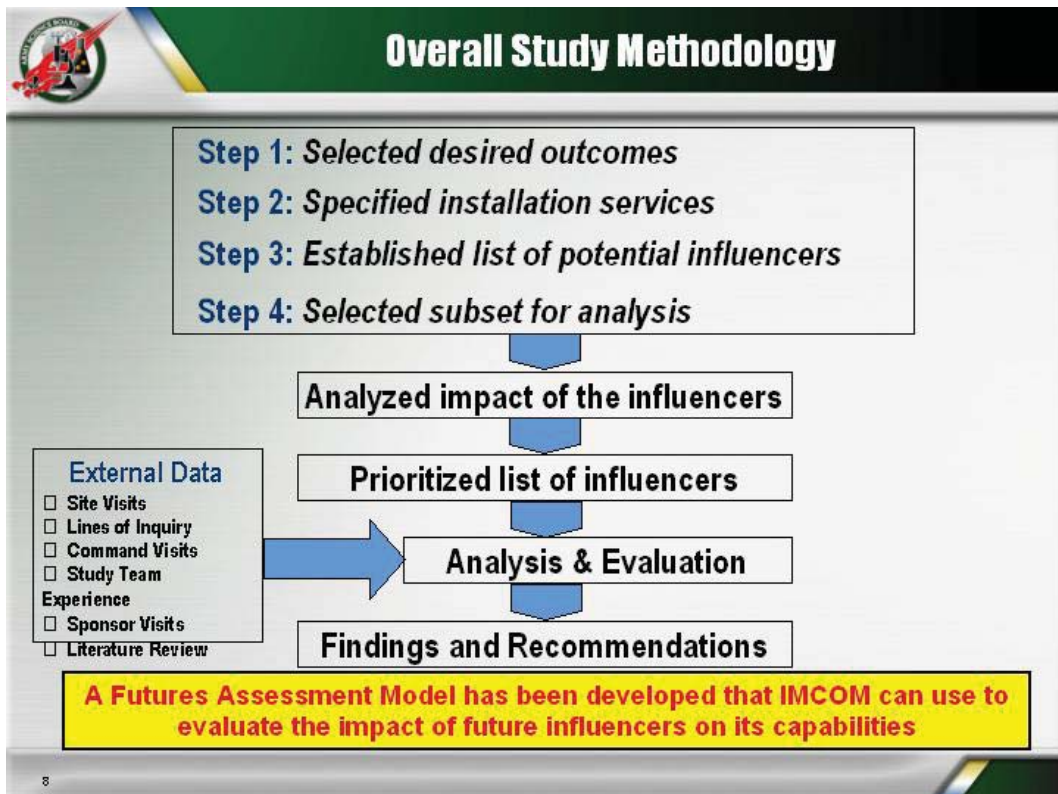 ARMY SCIENCE BOARD
Overall Study Methodology
Step 1: Selected desired outcomes
Step 2: Specified installation services
Step 3: Established list of potential influencers
Step 4: Selected subset for analysis
Analyzed impact of the influencers
Prioritized list of influencers
External Data
□ Site Visits
□ Lines of Inquiry
□ Command Visits
□ Study Team
Experience
□ Sponsor Visits
□ Literature Review
Analysis & Evaluation
Findings and Recommendations
A Futures Assessment Model has been developed that IMCOM can use to
evaluate the impact of future influencers on its capabilities
8